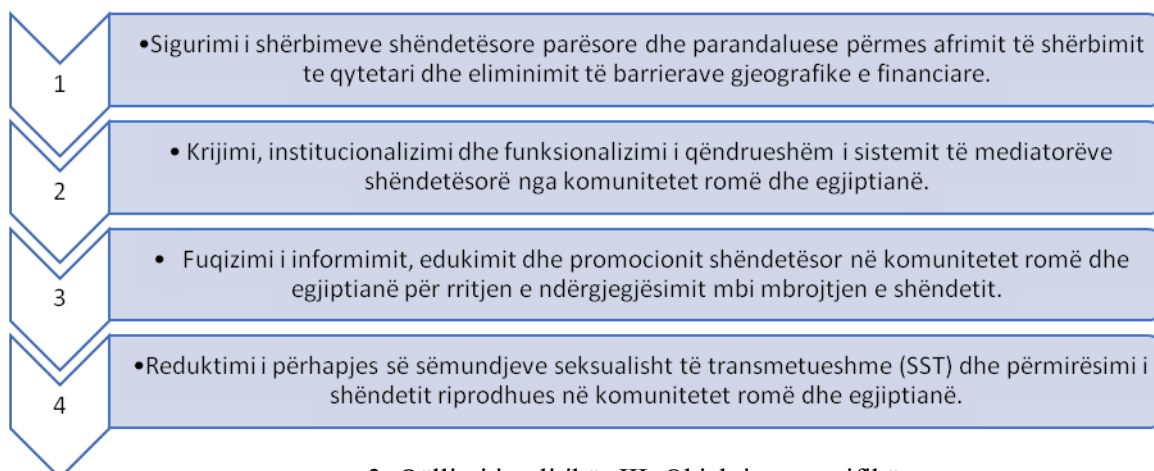 1
•Sigurimi i shërbimeve shëndetësore parësore dhe parandaluese përmes afrimit të shërbimit
te qytetari dhe eliminimit të barrierave gjeografike e financiare.
2
• Krijimi, institucionalizimi dhe funksionalizimi i qëndrueshëm i sistemit të mediatorëve
shëndetësorë nga komunitetet romë dhe egjiptianë.
3
• Fuqizimi i informimit, edukimit dhe promocionit shëndetësor në komunitetet romë dhe
egjiptianë për rritjen e ndërgjegjësimit mbi mbrojtjen e shëndetit.
4
•Reduktimi i përhapjes së sëmundjeve seksualisht të transmetueshme (SST) dhe përmirësimi i
shëndetit riprodhues në komunitetet romë dhe egjiptianë.